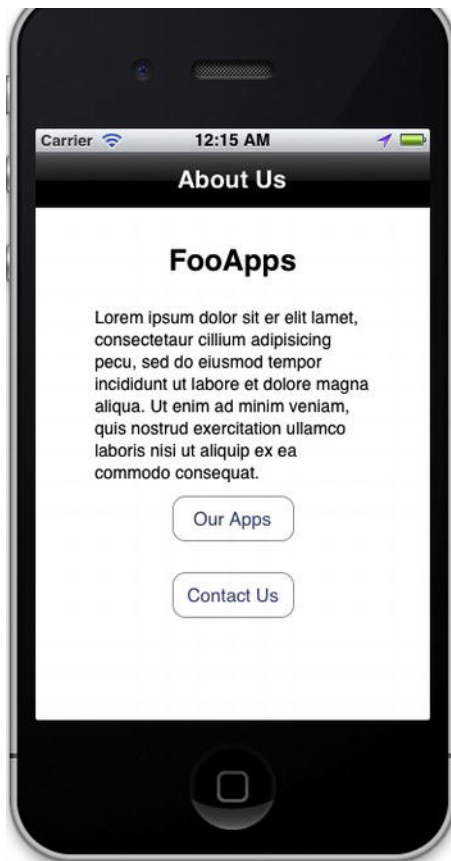 Carrier 12:15 AM
About Us
FooApps
Lorem ipsum dolor sit er elit lamet,
consectetaur cillium adipisicing
pecu, sed do eiusmod tempor
incididunt ut labore et dolore magna
aliqua. Ut enim ad minim veniam,
quis nostrud exercitation ullamco
laboris nisi ut aliquip ex ea
commodo consequat.
Our Apps
Contact Us